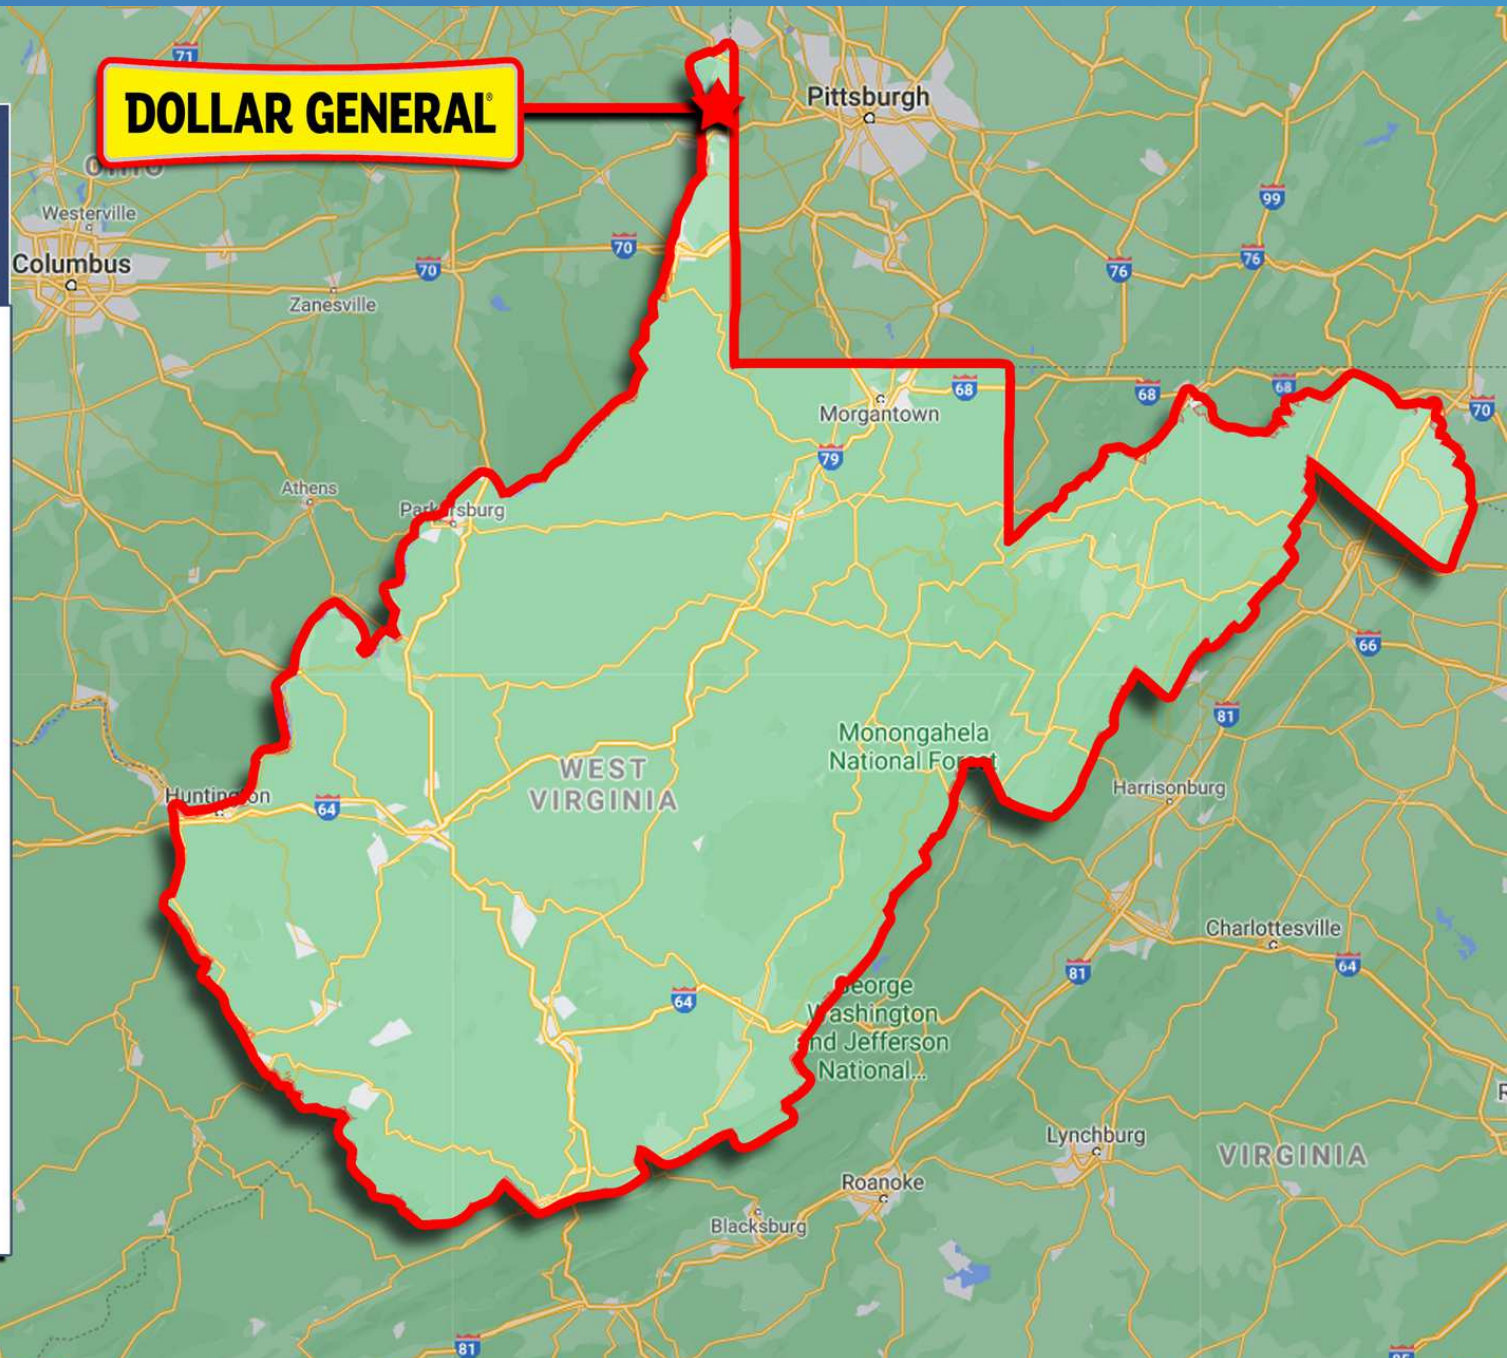 71
DOLLAR GENERAL®
Pittsburgh
OHIO
Westerville
99
Columbus
70
70
76
76
Zanesville
68
68
68
70
Morgantown
79
Athens
Parkersburg
66
81
Monongahela
National Forest
WEST
VIRGINIA
Huntington
64
Harrisonburg
Charlottesville
81
64
64
George
Washington
and Jefferson
National...
Lynchburg
VIRGINIA
Roanoke
Blacksburg
81